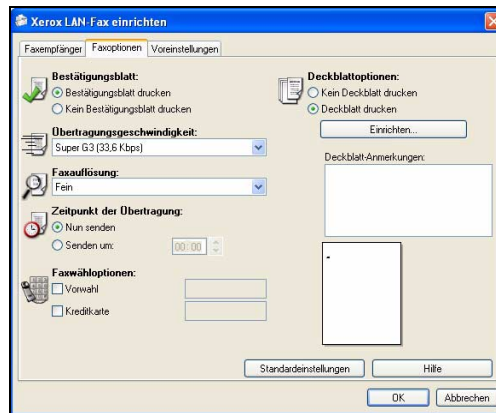 Xerox LAN-Fax einrichten
Faxempfänger
Faxoptionen
Voreinstellungen
Bestätigungsblatt:
Bestätigungsblatt drucken
Kein Bestätigungsblatt drucken
Übertragungsgeschwindigkeit:
Super G3 (33,6 Kbps)
Faxauflösung:
Fein
Zeitpunkt der Übertragung:
Nun senden
Senden um:
00:00
Faxwähloptionen:
Vorwahl
Kreditkarte
Deckblattoptionen:
Kein Deckblatt drucken
Deckblatt drucken
Einrichten...
Deckblatt-Anmerkungen:
Standardeinstellungen
Hilfe
OK
Abbrechen